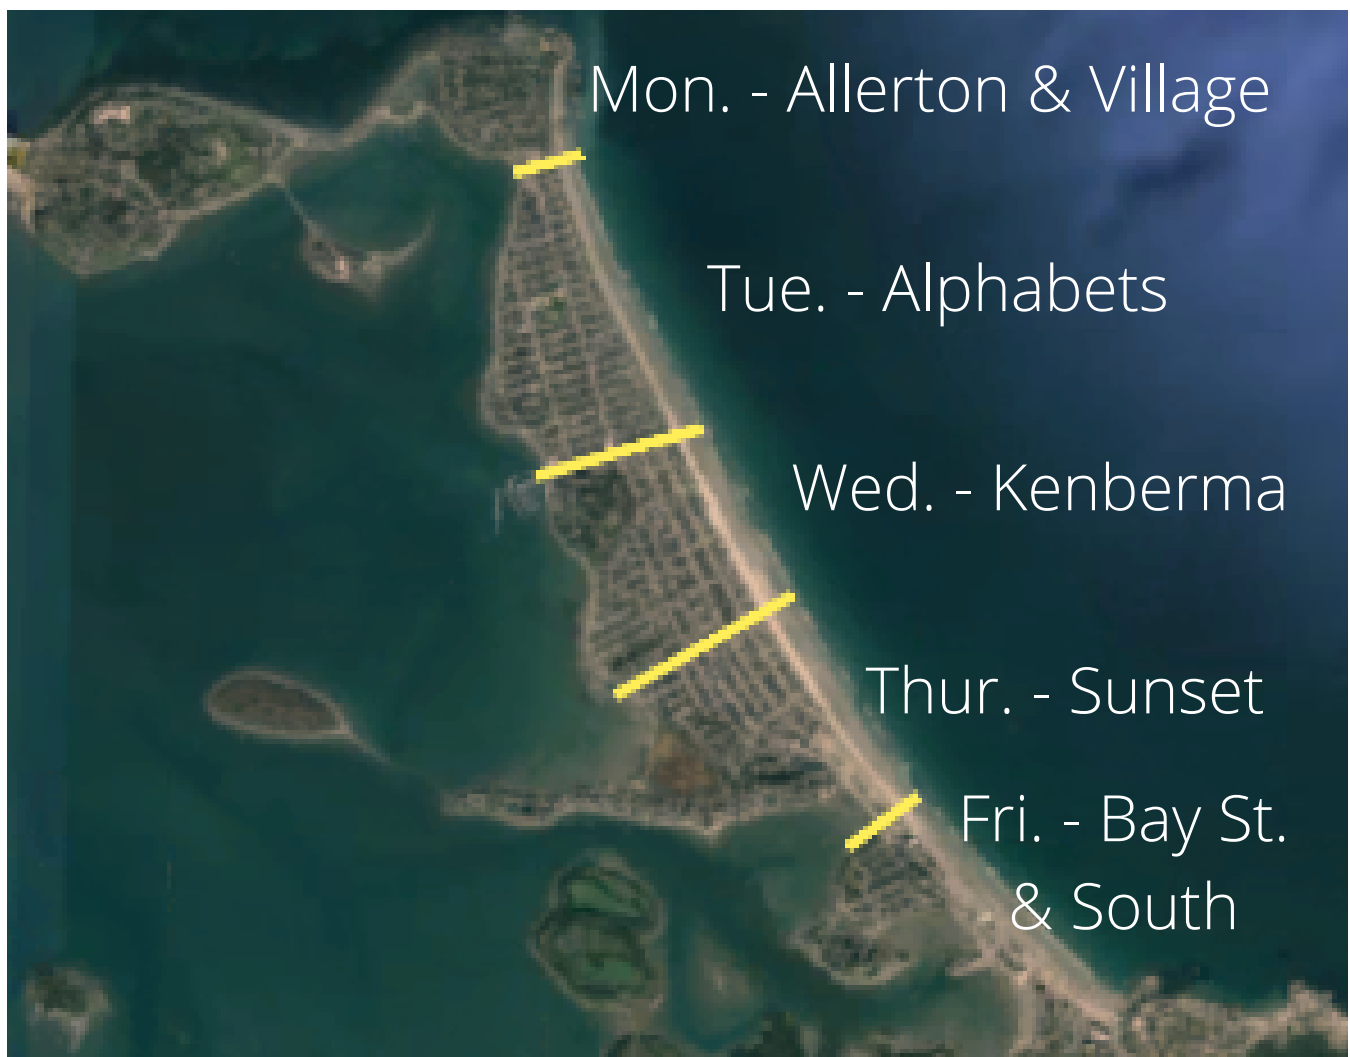 Mon. - Allerton & Village
Tue. - Alphabets
Wed. - Kenberma
Thur. - Sunset
Fri. - Bay St.
& South